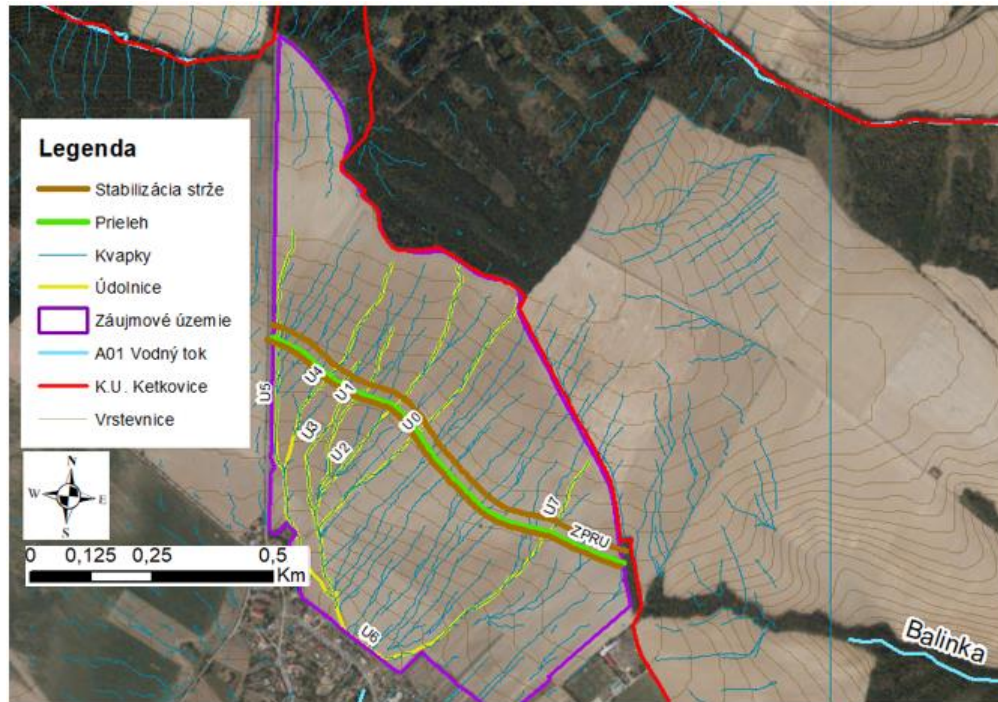 Legenda
Stabilizácia strže
Prieleh
Kvapky
Údolnice
Záujmové územie
A01 Vodný tok
K.U. Ketkovice
Vrstevnice
N
W
E
S
0
0,125
0,25
0,5
Km
U5
U4
U1
U3
U2
U0
U7
ZPRU
U6
Balinka